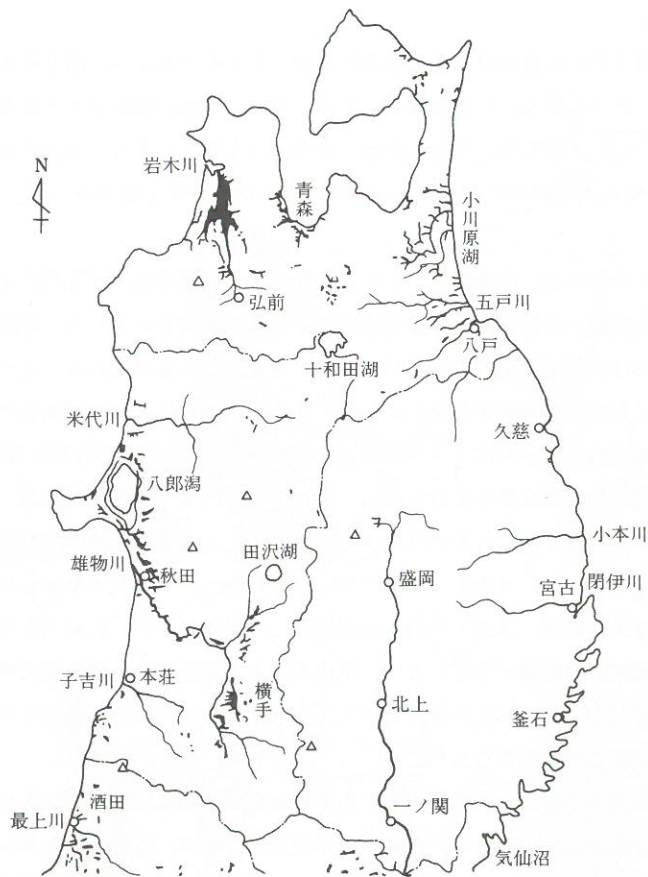 N
岩木川
青森
小川原湖
弘前
五戸川
八戸
十和田湖
米代川
久慈
八郎潟
小本川
田沢湖
雄物川
秋田
盛岡
宮古
閉伊川
子吉川
本荘
横手
北上
釜石
酒田
最上川
一ノ関
気仙沼